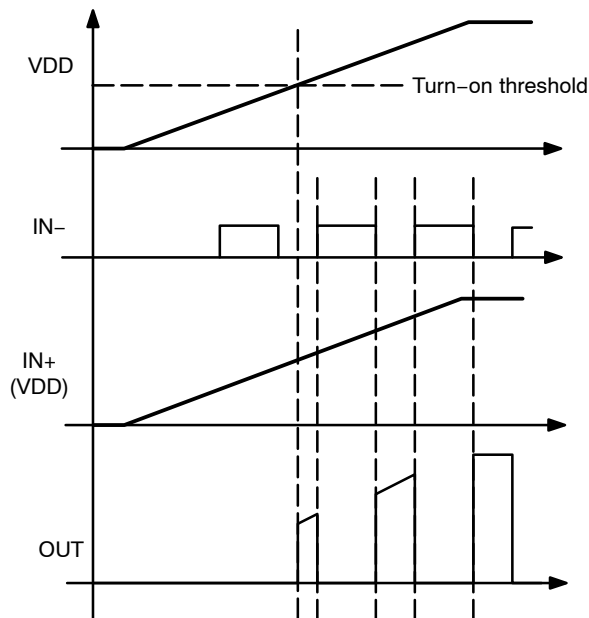 VDD
Turn−on threshold
IN−
IN+
(VDD)
OUT